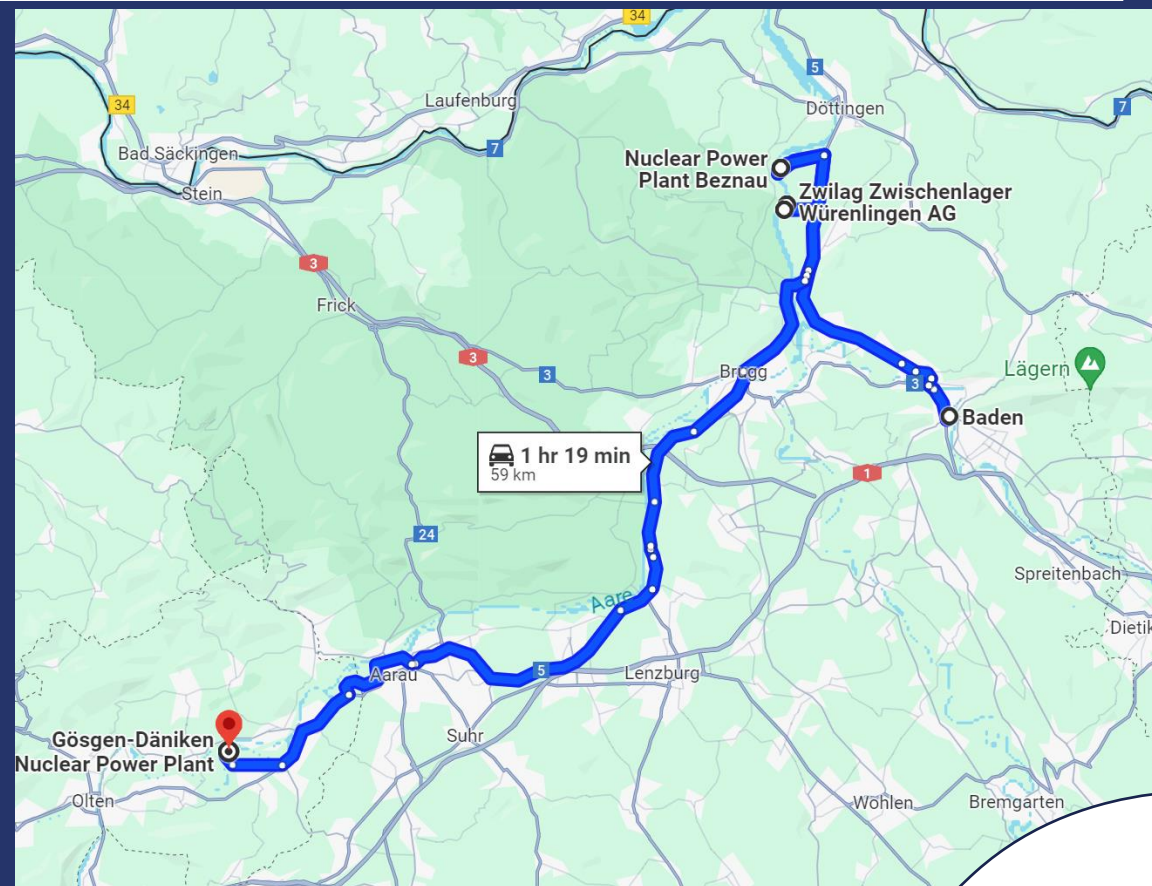 34
5
34
Laufenburg
Döttingen
7
7
Bad Säckingen
Stein
Nuclear Power
Plant Beznau
Zwilag Zwischenlager
Würenlingen AG
3
Frick
3
3
Brugg
Lägern
3
Baden
1 hr 19 min
59 km
1
24
Spreitenbach
Aare
Dietik
Aarau
5
Lenzburg
Suhr
Gösgen-Däniken
Nuclear Power Plant
Olten
Wohlen
Bremgarten